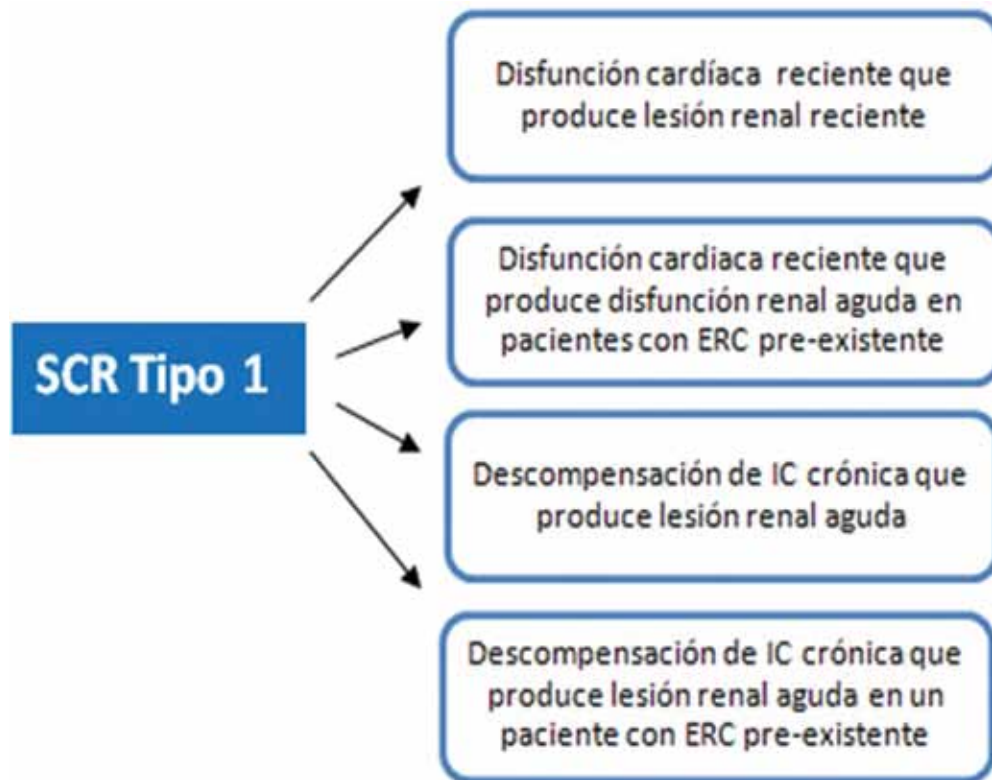 Disfunción cardíaca reciente que
produce lesión renal reciente
Disfunción cardiaca reciente que
produce disfunción renal aguda en
pacientes con ERC pre-existente
SCR Tipo 1
Descompensación de IC crónica que
produce lesión renal aguda
Descompensación de IC crónica que
produce lesión renal aguda en un
paciente con ERC pre-existente